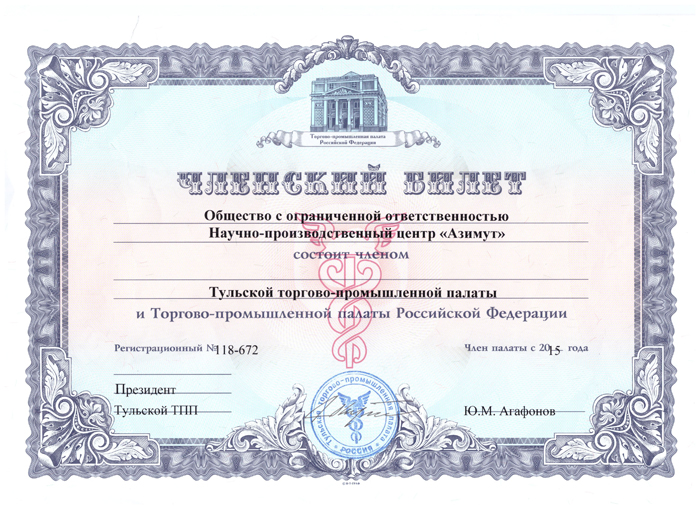 Торгово-промышленная палата
Российской Федерации
ЧЛЕНСКИЙ БИЛЕТ
Общество с ограниченной ответственностью
Научно-производственный центр «Азимут»
состоит членом
Тульской торгово-промышленной палаты
и Торгово-промышленной палаты Российской Федерации
Регистрационный № 118-672
Член палаты с 2015 года
Президент
Тульской ТПП
Ю.М. Агафонов
Тульская торгово-промышленная палата
РОССИЯ